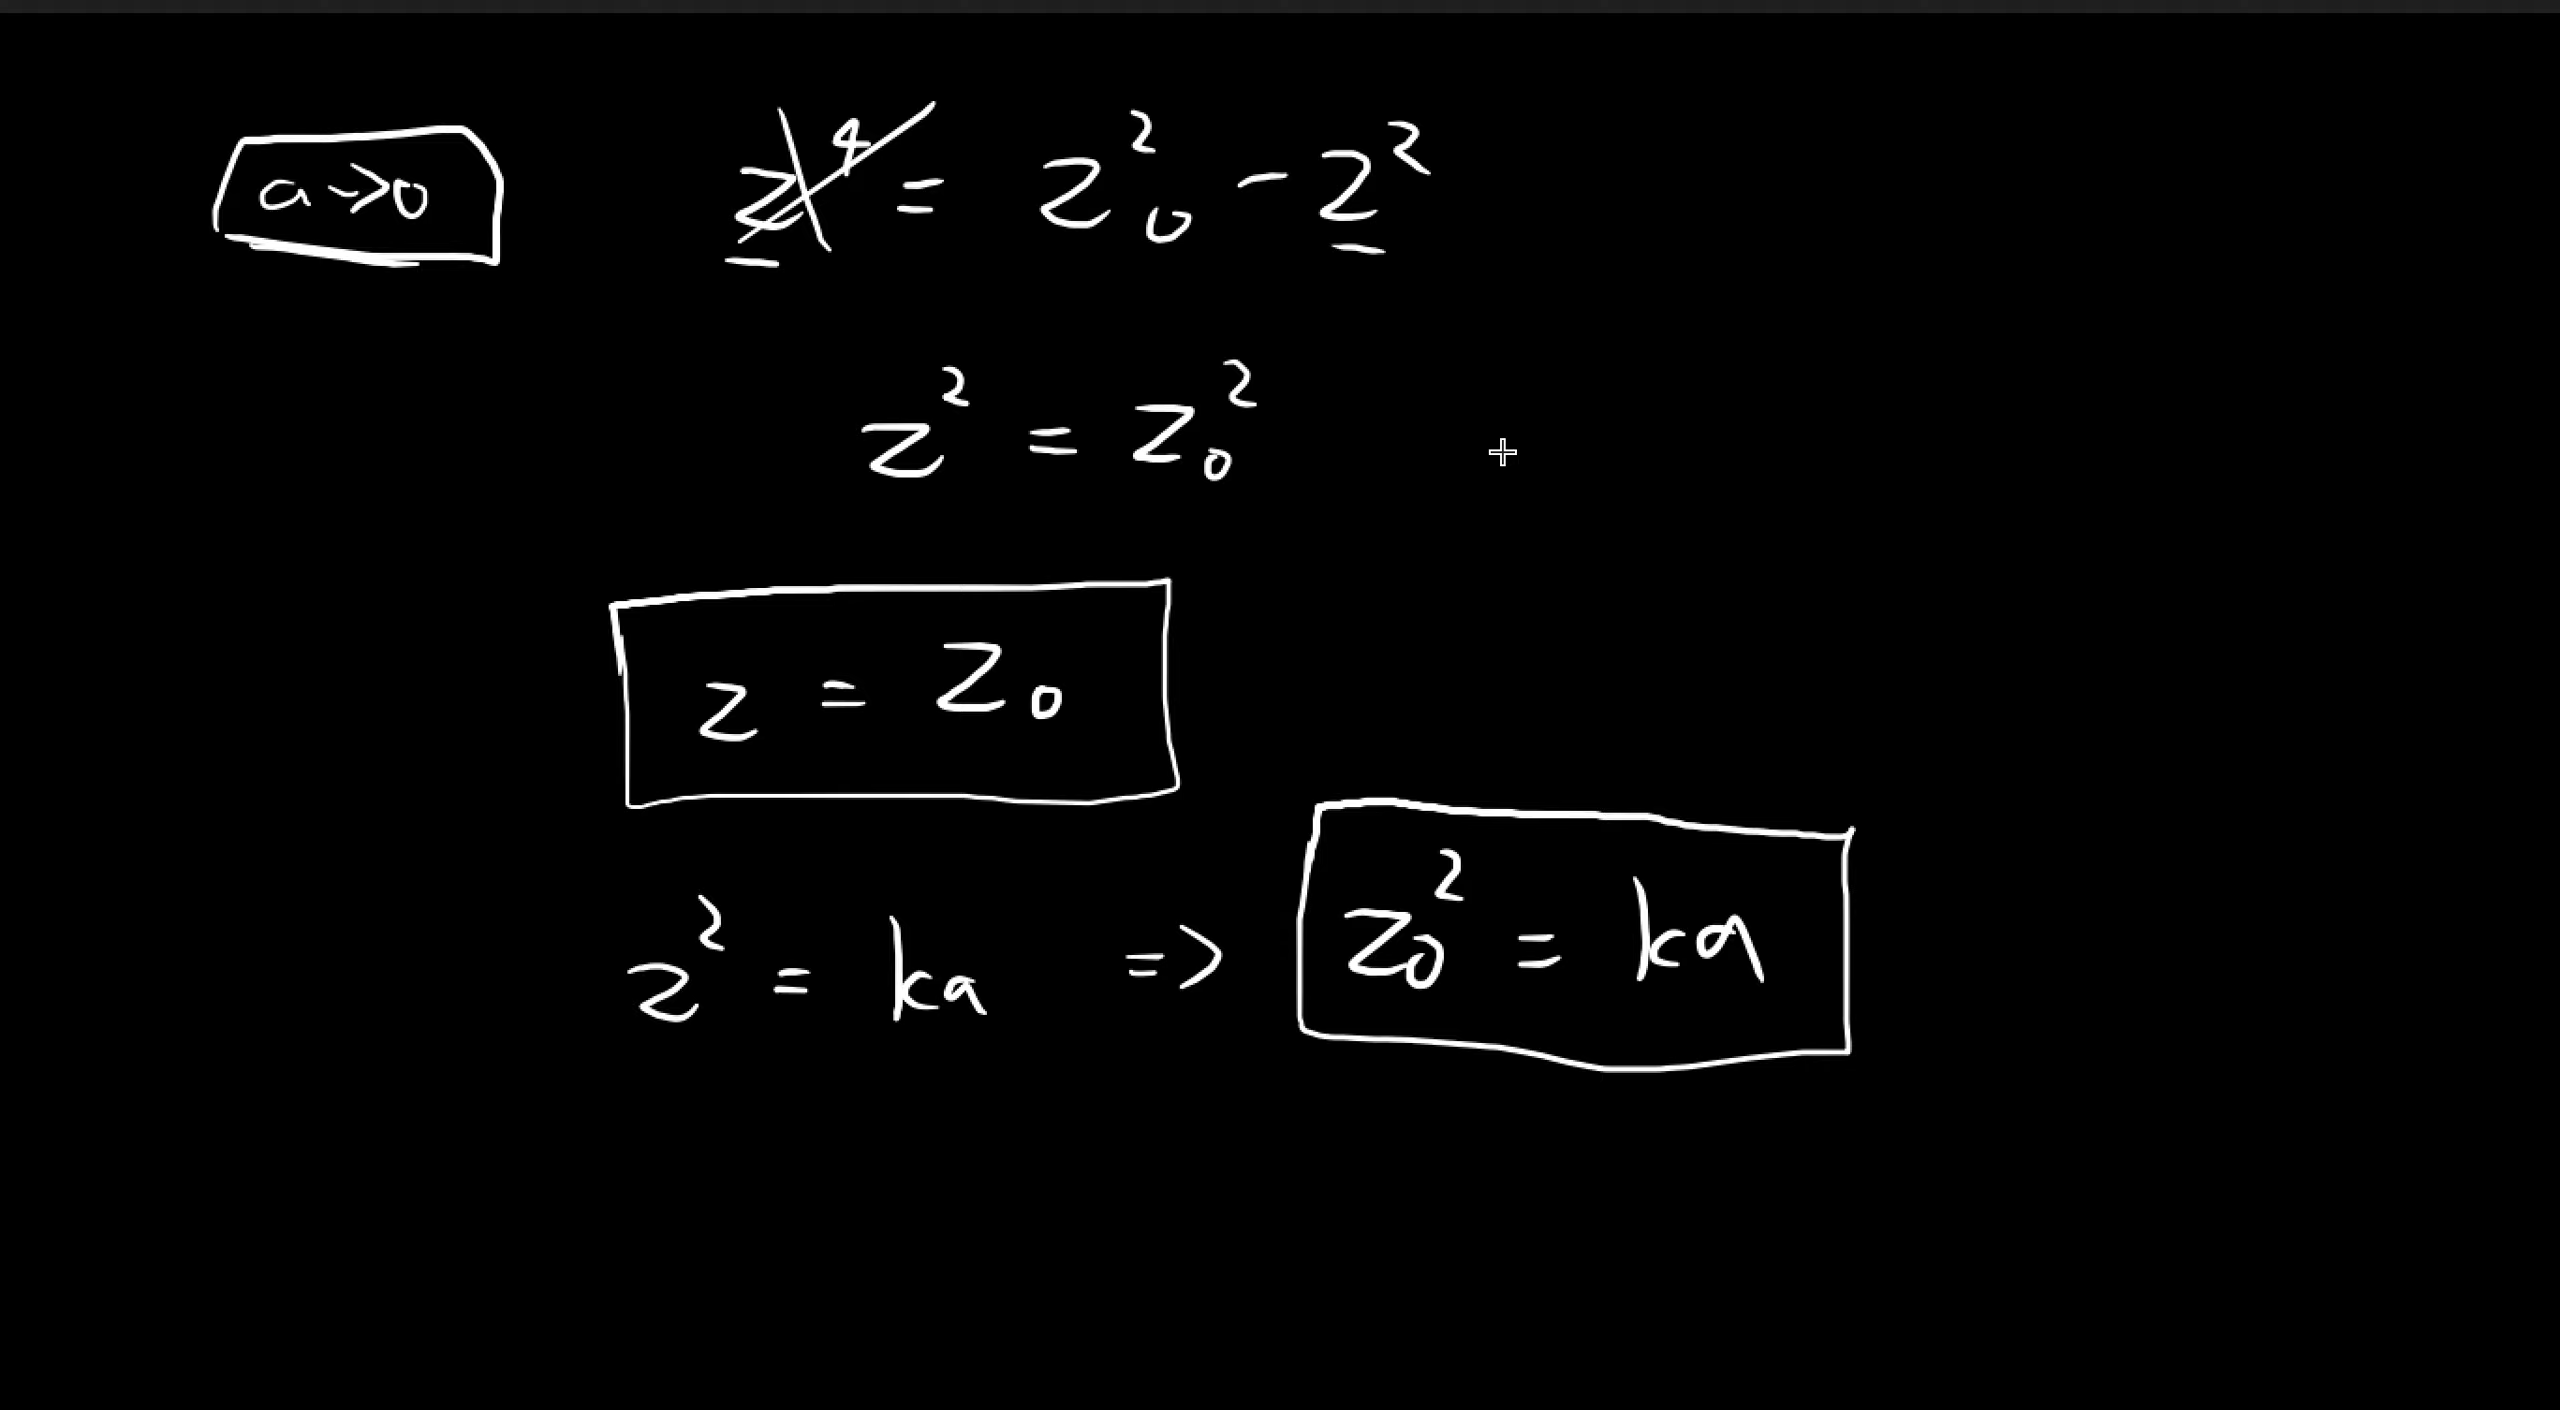 a → 0
z⁴ = z₀² - z²
z² = z₀²
z = z₀
z² = ka => z₀² = ka